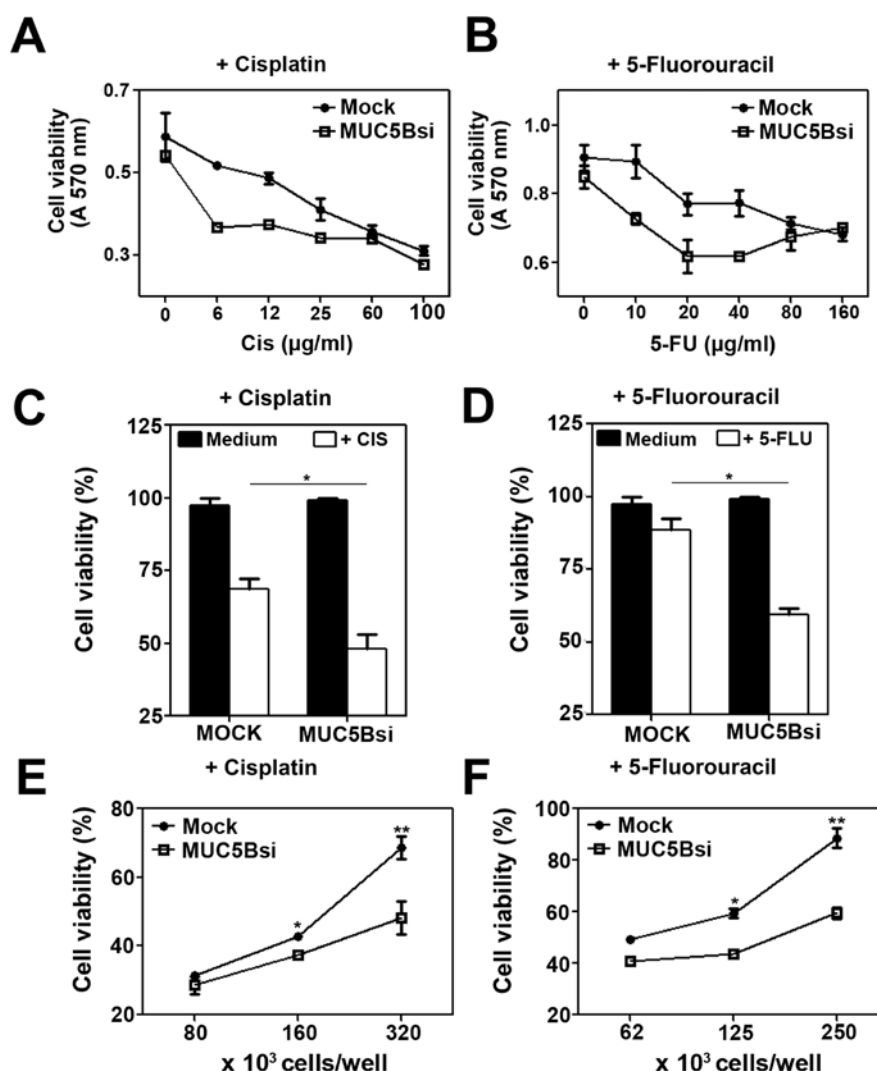 A
+ Cisplatin
Cell viability
(A 570 nm)
0.7
0.5
0.3
Mock
MUC5Bsi
0 6 12 25 60 100
Cis (µg/ml)
B
+ 5-Fluorouracil
Cell viability
(A 570 nm)
1.0
0.8
0.6
Mock
MUC5Bsi
0 10 20 40 80 160
5-FU (µg/ml)
C
+ Cisplatin
Cell viability (%)
125
100
75
50
25
Medium + CIS
*
MOCK MUC5Bsi
D
+ 5-Fluorouracil
Cell viability (%)
125
100
75
50
25
Medium + 5-FLU
*
MOCK MUC5Bsi
E
+ Cisplatin
Cell viability (%)
80
60
40
20
Mock
MUC5Bsi
*
**
80 160 320
x 10³ cells/well
F
+ 5-Fluorouracil
Cell viability (%)
100
80
60
40
20
Mock
MUC5Bsi
*
**
62 125 250
x 10³ cells/well